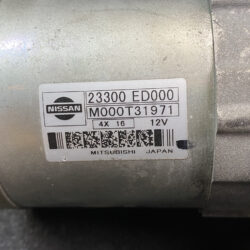 NISSAN
23300 ED000
M000T31971
4X 16 12V
MITSUBISHI JAPAN